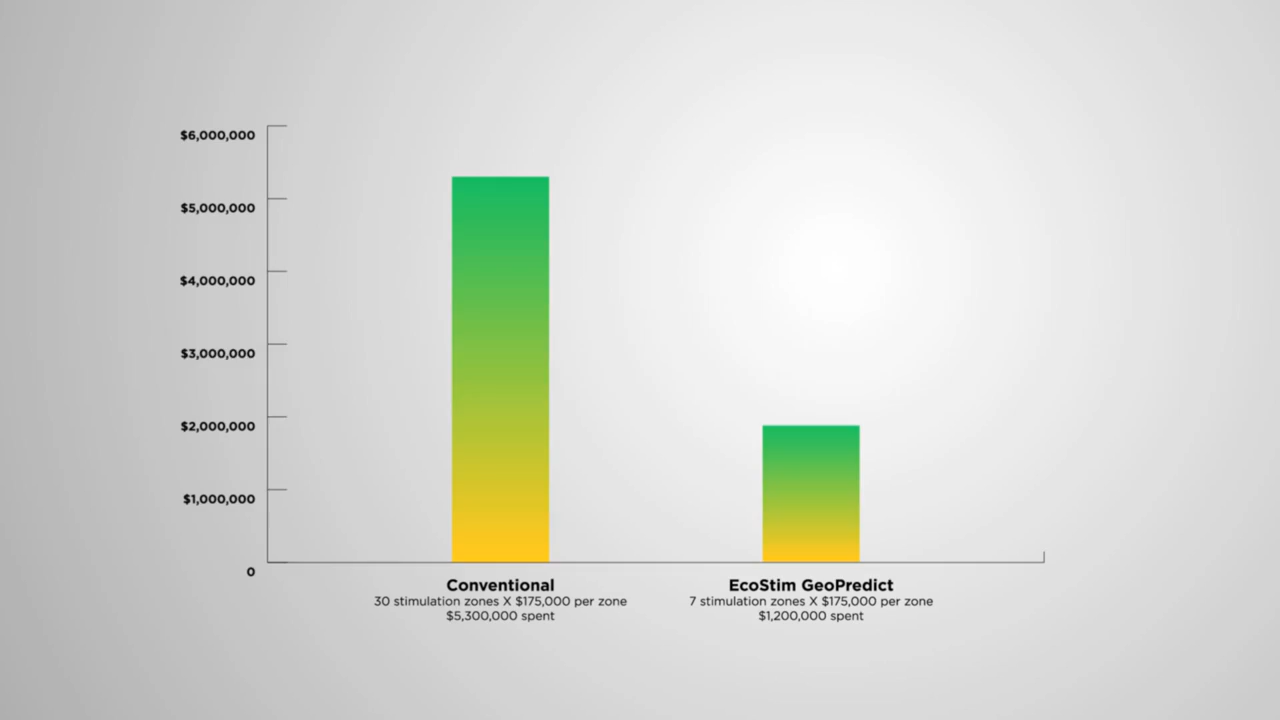 $6,000,000
$5,000,000
$4,000,000
$3,000,000
$2,000,000
$1,000,000
0
Conventional
30 stimulation zones X $175,000 per zone
$5,300,000 spent
EcoStim GeoPredict
7 stimulation zones X $175,000 per zone
$1,200,000 spent